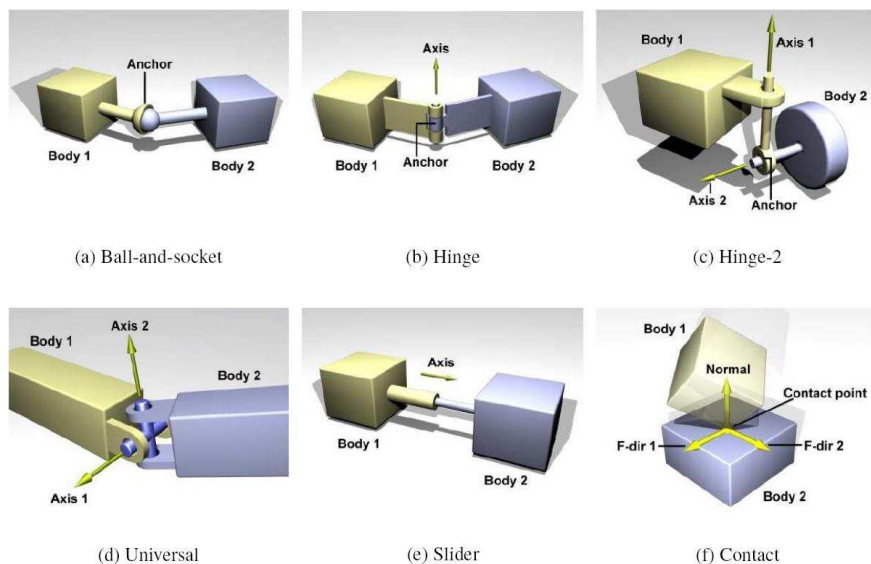 Anchor
Body 1
Body 2
(a) Ball-and-socket
Axis
Body 1
Anchor
Body 2
(b) Hinge
Body 1
Axis 1
Body 2
Axis 2
Anchor
(c) Hinge-2
Body 1
Axis 2
Body 2
Axis 1
(d) Universal
Axis
Body 1
Body 2
(e) Slider
Body 1
Normal
Contact point
F-dir 1
F-dir 2
Body 2
(f) Contact